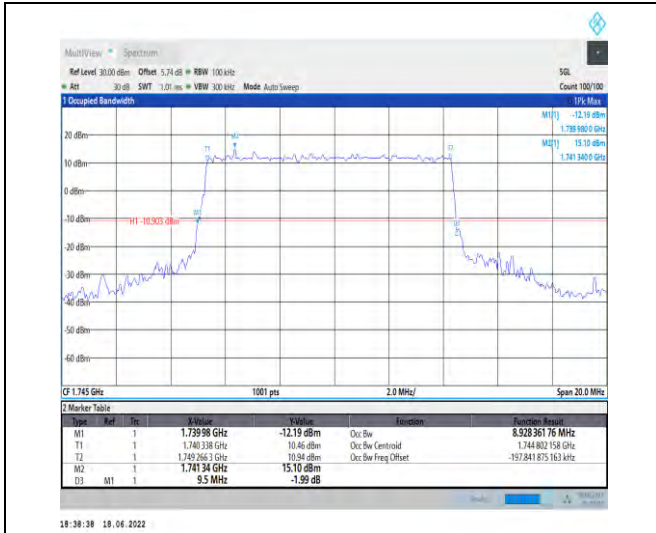 MultiView Spectrum
Ref Level 30.00 dBm Offset 5.74 dB RBW 100 kHz SGL
Att 30 dB SWT 1.01 ms VBW 300 kHz Mode Auto Sweep Count 100/100
1 Occupied Bandwidth 1Pk Max
M1[1] -12.19 dBm
1.739 980 0 GHz
M2[1] 15.10 dBm
1.741 340 0 GHz
20 dBm
T1
M2
T2
10 dBm
0 dBm
M1
-10 dBm
H1 -10.903 dBm
D3
-20 dBm
-30 dBm
-40 dBm
-50 dBm
-60 dBm
CF 1.745 GHz 1001 pts 2.0 MHz/ Span 20.0 MHz
2 Marker Table
Type Ref Trc X-Value Y-Value Function Function Result
M1 1 1.739 98 GHz -12.19 dBm Occ Bw 8.928 361 76 MHz
T1 1 1.740 338 GHz 10.46 dBm Occ Bw Centroid 1.744 802 158 GHz
T2 1 1.749 266 3 GHz 10.94 dBm Occ Bw Freq Offset -197.841 875 163 kHz
M2 1 1.741 34 GHz 15.10 dBm
D3 M1 1 9.5 MHz -1.99 dB
18:38:38 18.06.2022